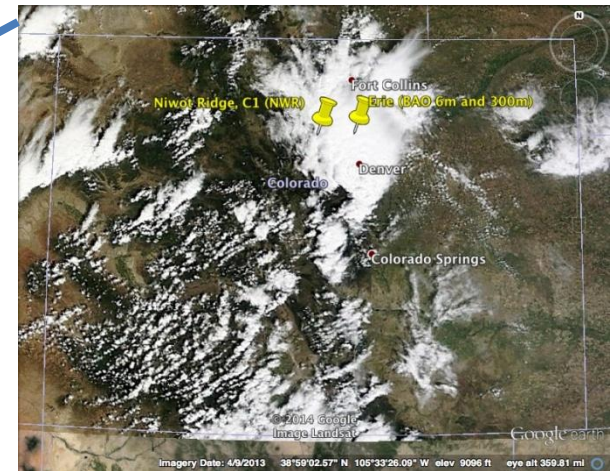 N
Fort Collins
Niwot Ridge, C1 (NWR)
Erie (BAO 6m and 300m)
Denver
Colorado
Colorado Springs
© 2014 Google
Image Landsat
Google earth
Imagery Date: 4/9/2013 38°59'02.57" N 105°33'26.09" W elev 9096 ft eye alt 359.81 mi